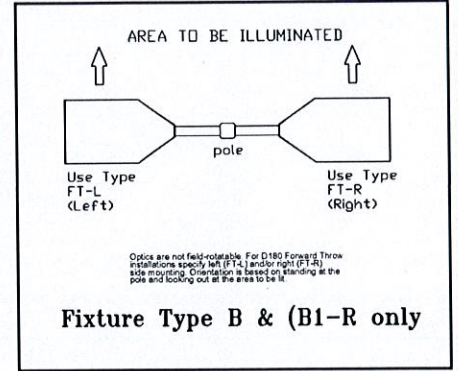 AREA TO BE ILLUMINATED
pole
Use Type
FT-L
(Left)
Use Type
FT-R
(Right)
Optics are not field-rotatable. For D180 Forward Throw
installations specify left (FT-L) and/or right (FT-R)
side mounting. Orientation is based on standing at the
pole and looking out at the area to be lit.
Fixture Type B & (B1-R only